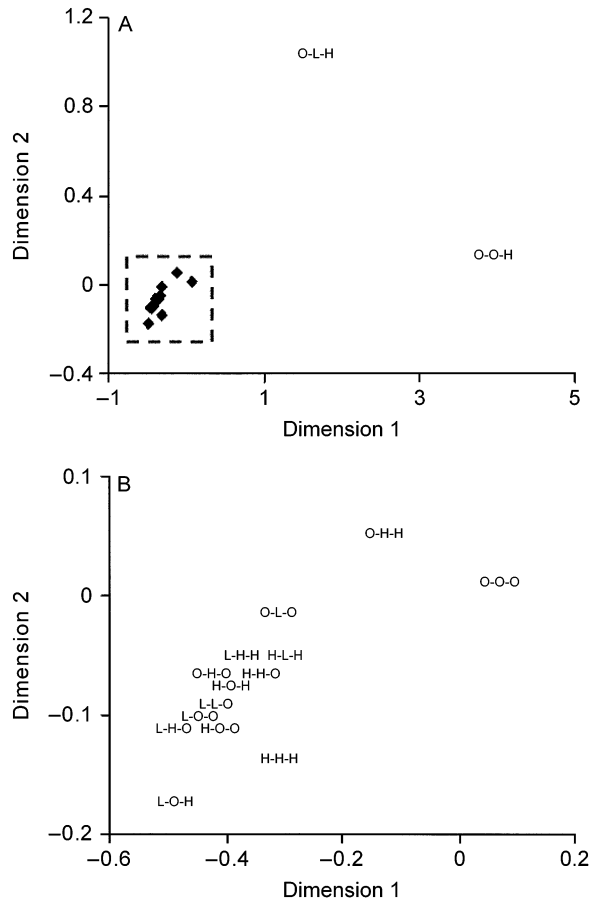 A
1.2
O-L-H
0.8
Dimension 2
0.4
O-O-H
0
–0.4
–1 1 3 5
Dimension 1
B
0.1
O-H-H
O-O-O
0
O-L-O
Dimension 2
L-H-H H-L-H
O-H-O H-H-O
H-O-H
L-L-O
–0.1
L-O-O
L-H-O H-O-O
H-H-H
L-O-H
–0.2
–0.6 –0.4 –0.2 0 0.2
Dimension 1